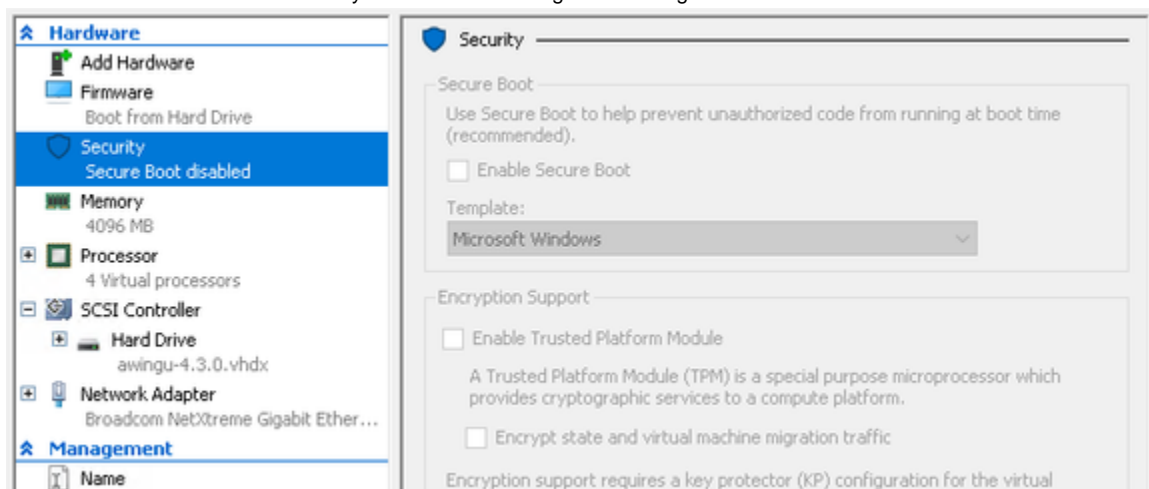 Hardware
Add Hardware
Firmware
Boot from Hard Drive
Security
Secure Boot disabled
Memory
4096 MB
Processor
4 Virtual processors
SCSI Controller
Hard Drive
awingu-4.3.0.vhdx
Network Adapter
Broadcom NetXtreme Gigabit Ether...
Management
Name
Security
Secure Boot
Use Secure Boot to help prevent unauthorized code from running at boot time
(recommended).
Enable Secure Boot
Template:
Microsoft Windows
Encryption Support
Enable Trusted Platform Module
A Trusted Platform Module (TPM) is a special purpose microprocessor which
provides cryptographic services to a compute platform.
Encrypt state and virtual machine migration traffic
Encryption support requires a key protector (KP) configuration for the virtual